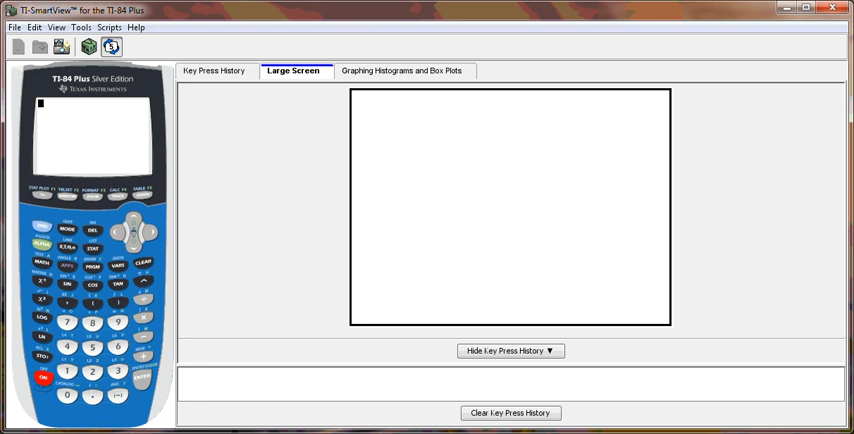 TI-SmartView™ for the TI-84 Plus
File Edit View Tools Scripts Help
Key Press History
Large Screen
Graphing Histograms and Box Plots
TI-84 Plus Silver Edition
TEXAS INSTRUMENTS
STAT PLOT F1 TBLSET F2 FORMAT F3 CALC F4 TABLE F5
MODE DEL
X,T,Θ,n STAT
MATH APPS PRGM VARS CLEAR
SIN COS TAN
LOG 7 8 9
LN 4 5 6
STO 1 2 3
ON 0 . (-) ENTER
Hide Key Press History ▼
Clear Key Press History